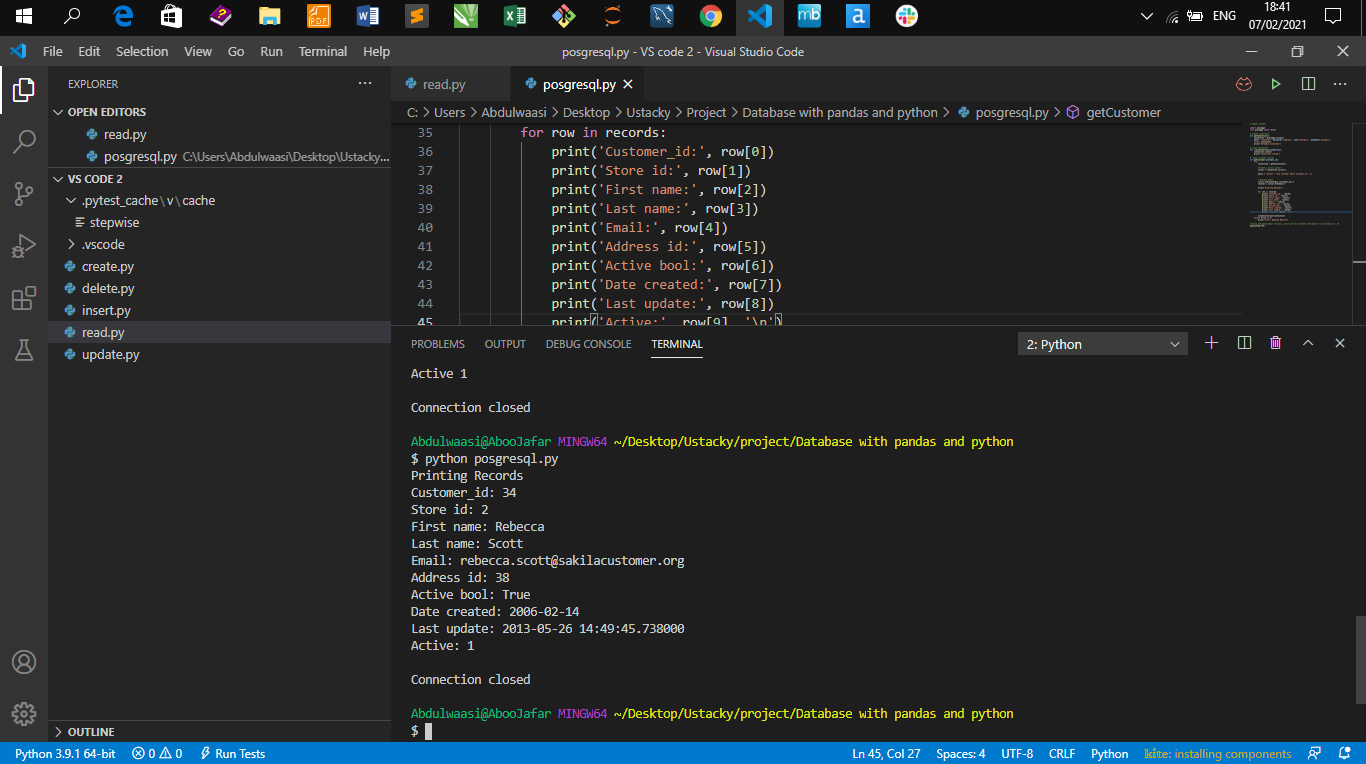 18:41
ENG
07/02/2021
File Edit Selection View Go Run Terminal Help
posgresql.py - VS code 2 - Visual Studio Code
EXPLORER
OPEN EDITORS
read.py
posgresql.py C:\Users\Abdulwaasi\Desktop\Ustacky...
VS CODE 2
.pytest_cache\v\cache
stepwise
.vscode
create.py
delete.py
insert.py
read.py
update.py
OUTLINE
read.py posgresql.py
C: > Users > Abdulwaasi > Desktop > Ustacky > Project > Database with pandas and python > posgresql.py > getCustomer
35 for row in records:
36 print('Customer_id:', row[0])
37 print('Store id:', row[1])
38 print('First name:', row[2])
39 print('Last name:', row[3])
40 print('Email:', row[4])
41 print('Address id:', row[5])
42 print('Active bool:', row[6])
43 print('Date created:', row[7])
44 print('Last update:', row[8])
45 print('Active:', row[9], '\n')
PROBLEMS OUTPUT DEBUG CONSOLE TERMINAL 2: Python
Active 1
Connection closed
Abdulwaasi@AbooJafar MINGW64 ~/Desktop/Ustacky/project/Database with pandas and python
$ python posgresql.py
Printing Records
Customer_id: 34
Store id: 2
First name: Rebecca
Last name: Scott
Email: rebecca.scott@sakilacustomer.org
Address id: 38
Active bool: True
Date created: 2006-02-14
Last update: 2013-05-26 14:49:45.738000
Active: 1
Connection closed
Abdulwaasi@AbooJafar MINGW64 ~/Desktop/Ustacky/project/Database with pandas and python
$
Python 3.9.1 64-bit 0 0 Run Tests Ln 45, Col 27 Spaces: 4 UTF-8 CRLF Python kite: installing components